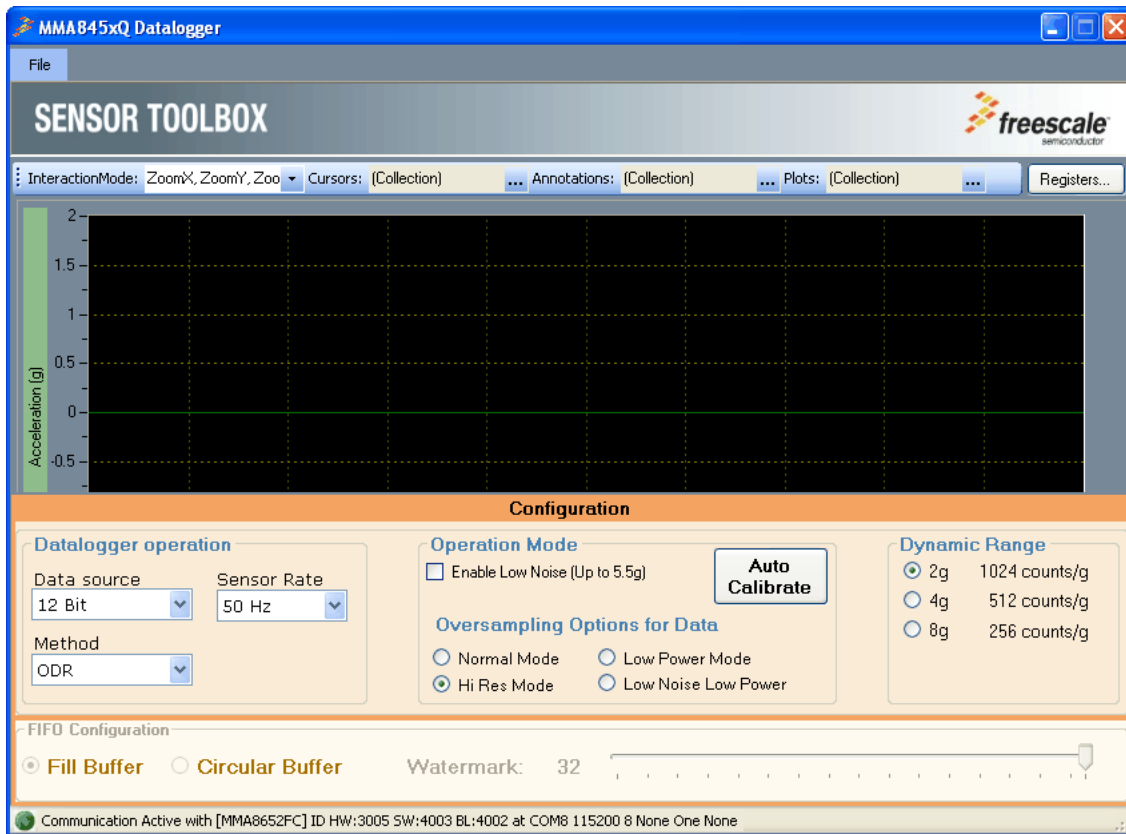 MMA845xQ Datalogger
File
SENSOR TOOLBOX
freescale
semiconductor
InteractionMode: ZoomX, ZoomY, Zoo Cursors: (Collection) ... Annotations: (Collection) ... Plots: (Collection) ... Registers...
Acceleration (g)
2
1.5
1
0.5
0
-0.5
Configuration
Datalogger operation
Data source
Sensor Rate
12 Bit
50 Hz
Method
ODR
Operation Mode
Enable Low Noise (Up to 5.5g)
Auto
Calibrate
Oversampling Options for Data
Normal Mode
Low Power Mode
Hi Res Mode
Low Noise Low Power
Dynamic Range
2g 1024 counts/g
4g 512 counts/g
8g 256 counts/g
FIFO Configuration
Fill Buffer
Circular Buffer
Watermark: 32
Communication Active with [MMA8652FC] ID HW:3005 SW:4003 BL:4002 at COM8 115200 8 None One None